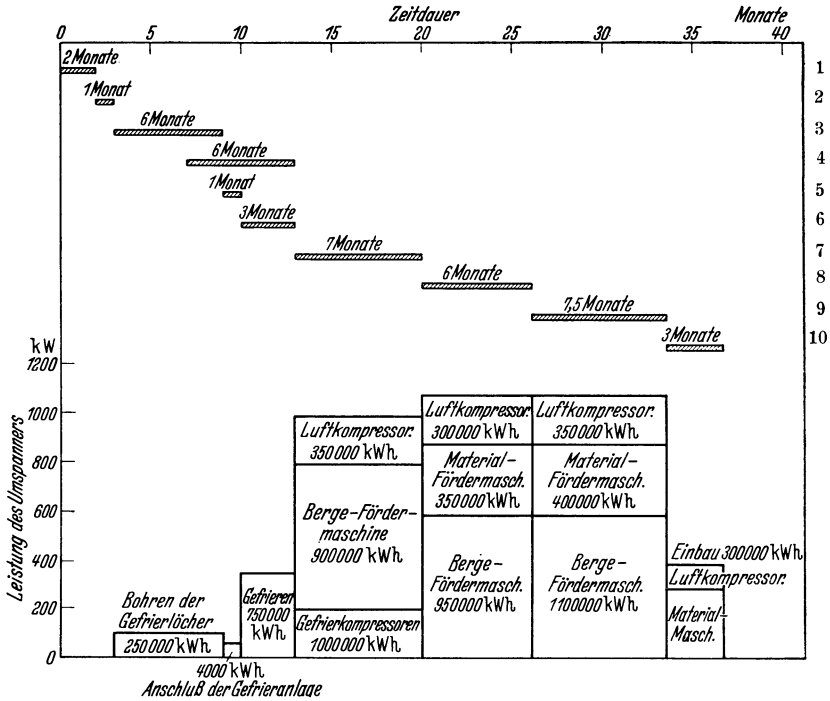 Zeitdauer Monate
0 5 10 15 20 25 30 35 40
2 Monate 1
1 Monat 2
6 Monate 3
6 Monate 4
1 Monat 5
3 Monate 6
7 Monate 7
6 Monate 8
7,5 Monate 9
3 Monate 10
kW
1200
1000
800
600
400
200
0
Leistung des Umspanners
Bohren der
Gefrierlöcher
250000 kWh
4000 kWh
Anschluß der Gefrieranlage
Gefrieren
750000
kWh
Luftkompressor.
350000 kWh
Berge-Förder-
maschine
900000 kWh
Gefrierkompressoren
1000000 kWh
Luftkompressor.
300000 kWh
Material-
Fördermasch.
350000 kWh
Berge-
Fördermasch.
950000 kWh
Luftkompressor.
350000 kWh
Material-
Fördermasch.
400000 kWh
Berge-
Fördermasch.
1100000 kWh
Einbau 300000 kWh
Luftkompressor.
Material-
Masch.